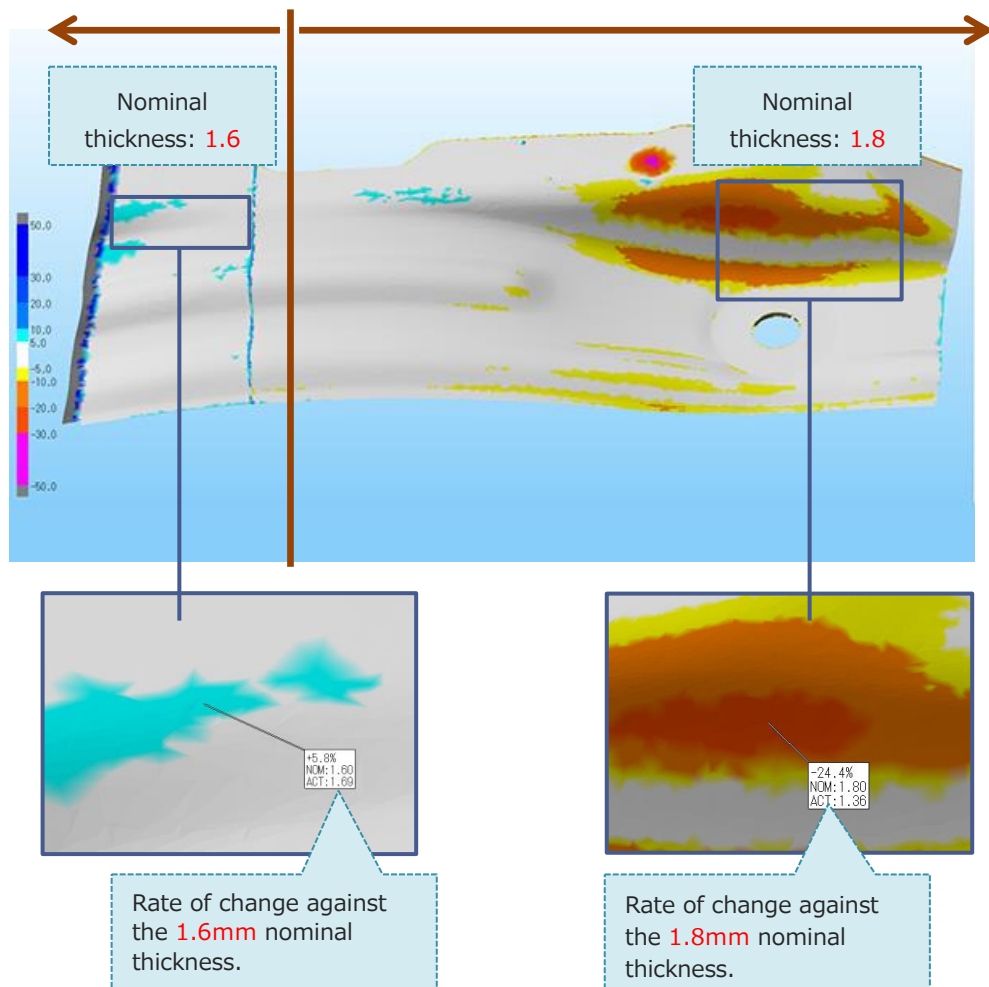 Nominal
thickness: 1.6
Nominal
thickness: 1.8
50.0
30.0
20.0
10.0
5.0
-5.0
-10.0
-20.0
-30.0
-50.0
+5.8%
NOM:1.60
ACT:1.69
-24.4%
NOM:1.80
ACT:1.36
Rate of change against
the 1.6mm nominal
thickness.
Rate of change against
the 1.8mm nominal
thickness.